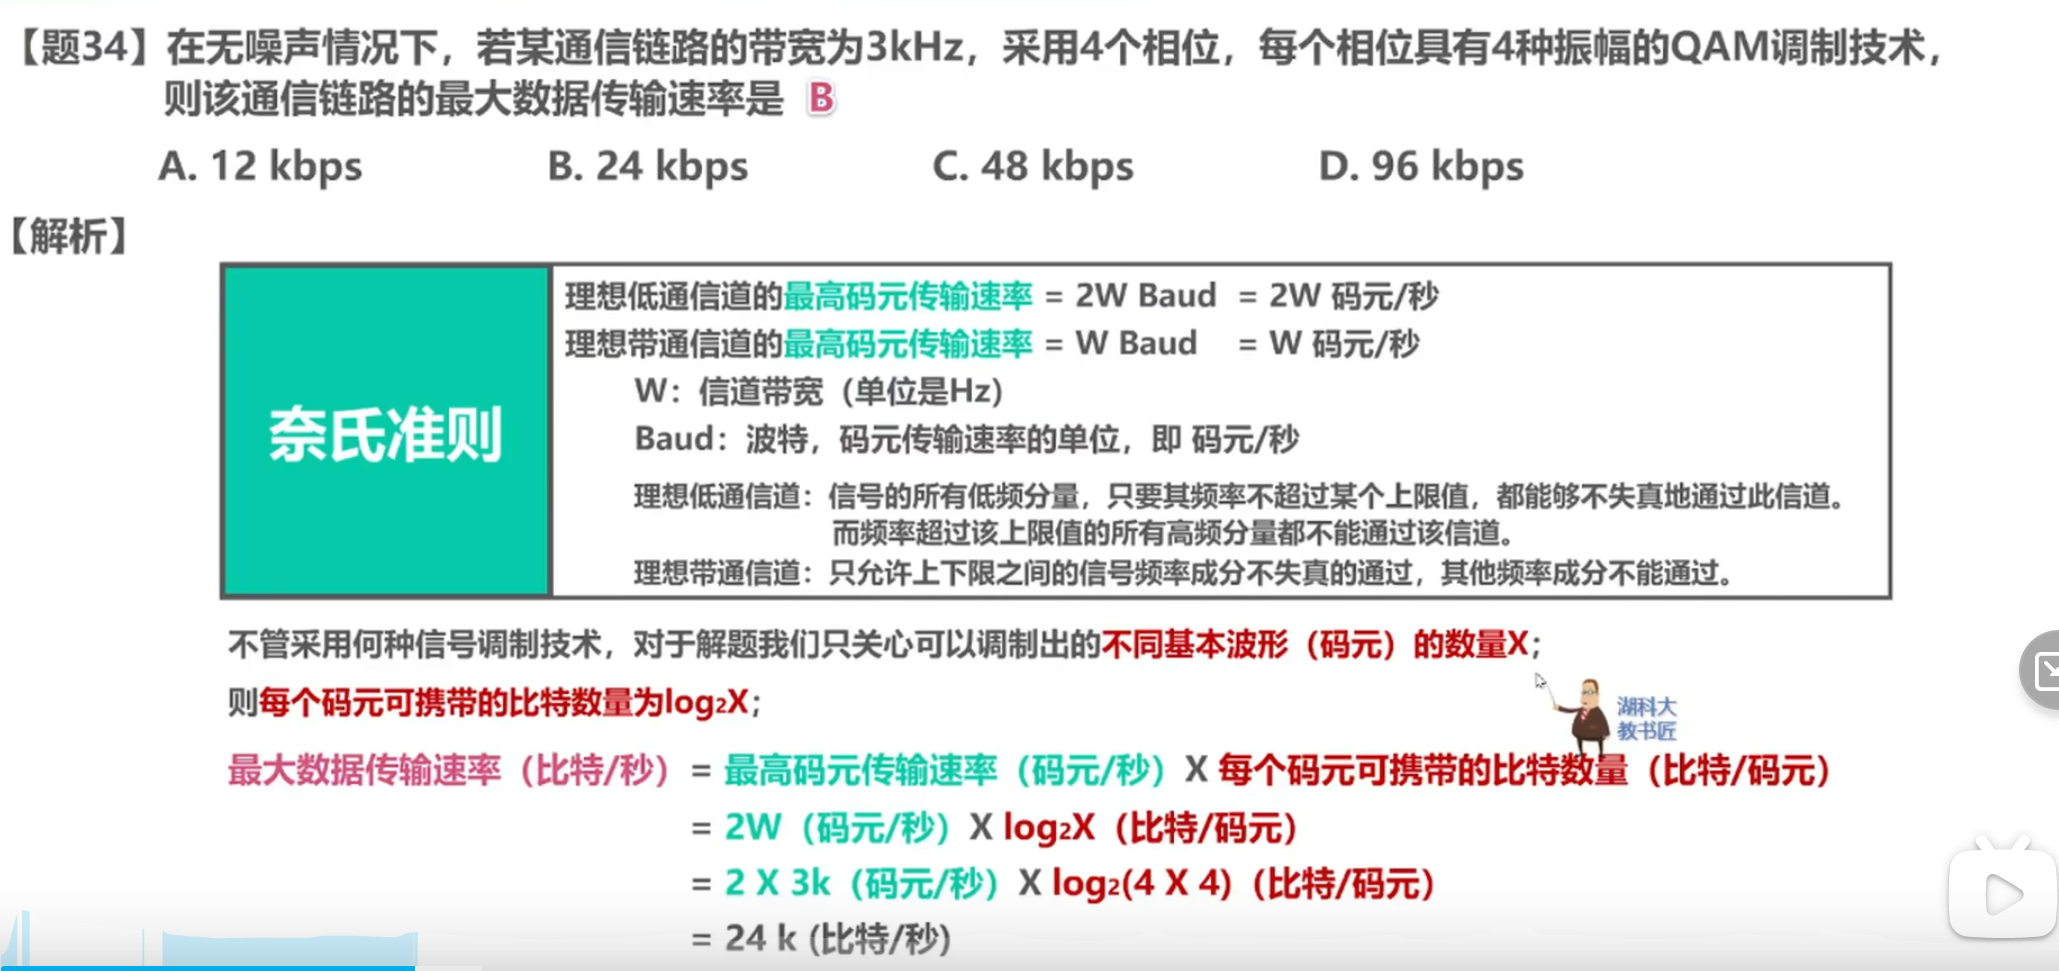 【题34】在无噪声情况下，若某通信链路的带宽为3kHz，采用4个相位，每个相位具有4种振幅的QAM调制技术，
则该通信链路的最大数据传输速率是 B
A. 12 kbps B. 24 kbps C. 48 kbps D. 96 kbps
【解析】
奈氏准则
理想低通信道的最高码元传输速率 = 2W Baud = 2W 码元/秒
理想带通信道的最高码元传输速率 = W Baud = W 码元/秒
W：信道带宽（单位是Hz）
Baud：波特，码元传输速率的单位，即 码元/秒
理想低通信道：信号的所有低频分量，只要其频率不超过某个上限值，都能够不失真地通过此信道。
而频率超过该上限值的所有高频分量都不能通过该信道。
理想带通信道：只允许上下限之间的信号频率成分不失真的通过，其他频率成分不能通过。
不管采用何种信号调制技术，对于解题我们只关心可以调制出的不同基本波形（码元）的数量X；
则每个码元可携带的比特数量为log2X；
湖科大
教书匠
最大数据传输速率（比特/秒） = 最高码元传输速率（码元/秒） X 每个码元可携带的比特数量（比特/码元）
= 2W（码元/秒） X log2X（比特/码元）
= 2 X 3k（码元/秒） X log2(4 X 4)（比特/码元）
= 24 k (比特/秒)